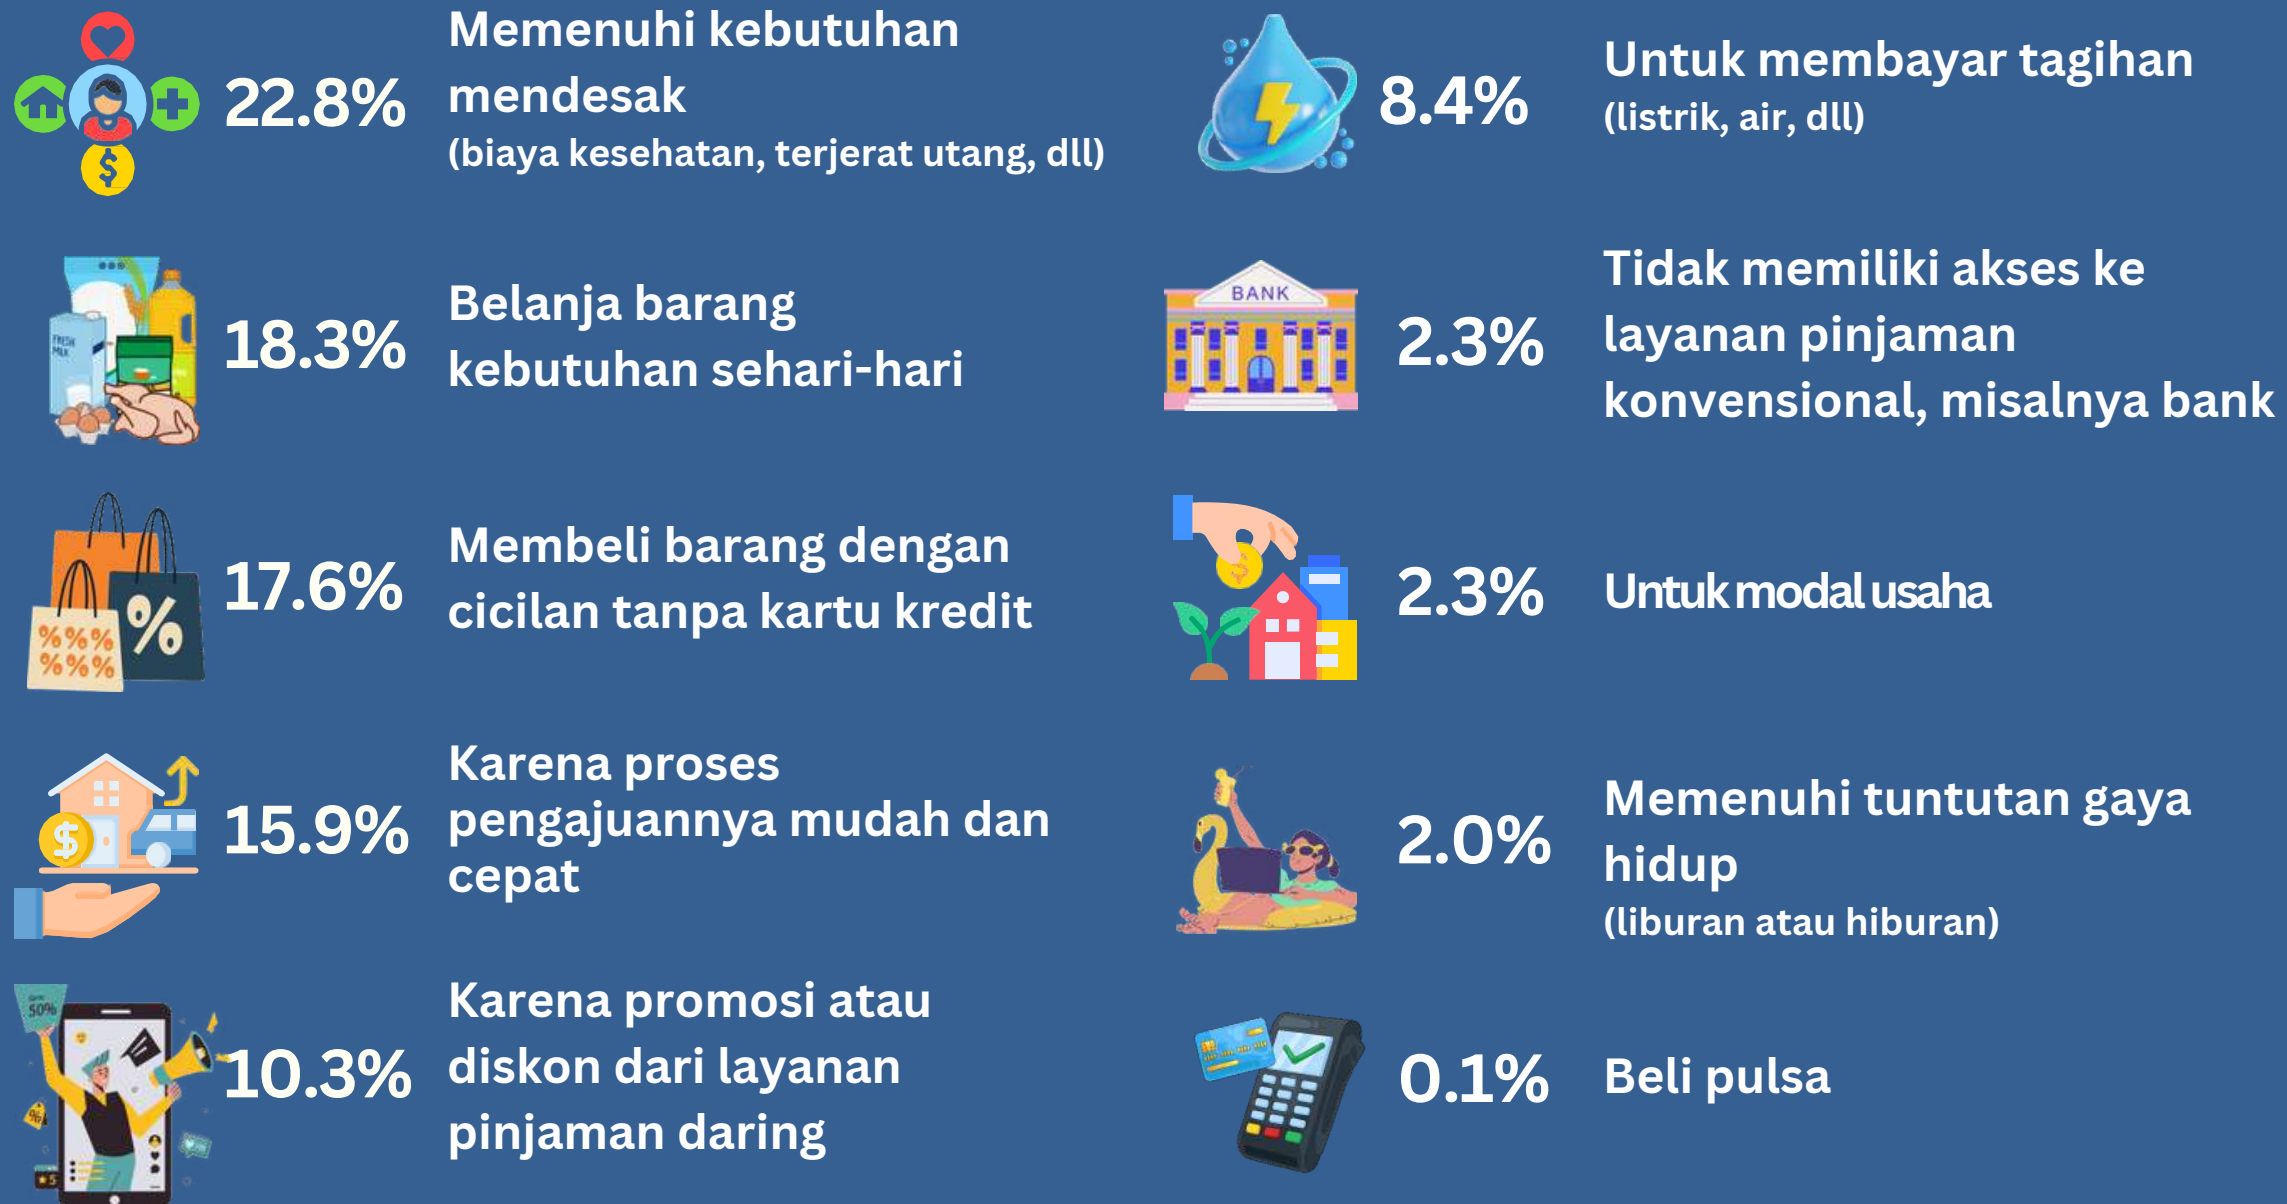 22.8%
Memenuhi kebutuhan
mendesak
(biaya kesehatan, terjerat utang, dll)
18.3%
Belanja barang
kebutuhan sehari-hari
FRESH
MILK
17.6%
Membeli barang dengan
cicilan tanpa kartu kredit
%
%%%
%%%
15.9%
Karena proses
pengajuannya mudah dan
cepat
$
10.3%
Karena promosi atau
diskon dari layanan
pinjaman daring
50%
8.4%
Untuk membayar tagihan
(listrik, air, dll)
BANK
2.3%
Tidak memiliki akses ke
layanan pinjaman
konvensional, misalnya bank
2.3%
Untuk modal usaha
2.0%
Memenuhi tuntutan gaya
hidup
(liburan atau hiburan)
0.1%
Beli pulsa